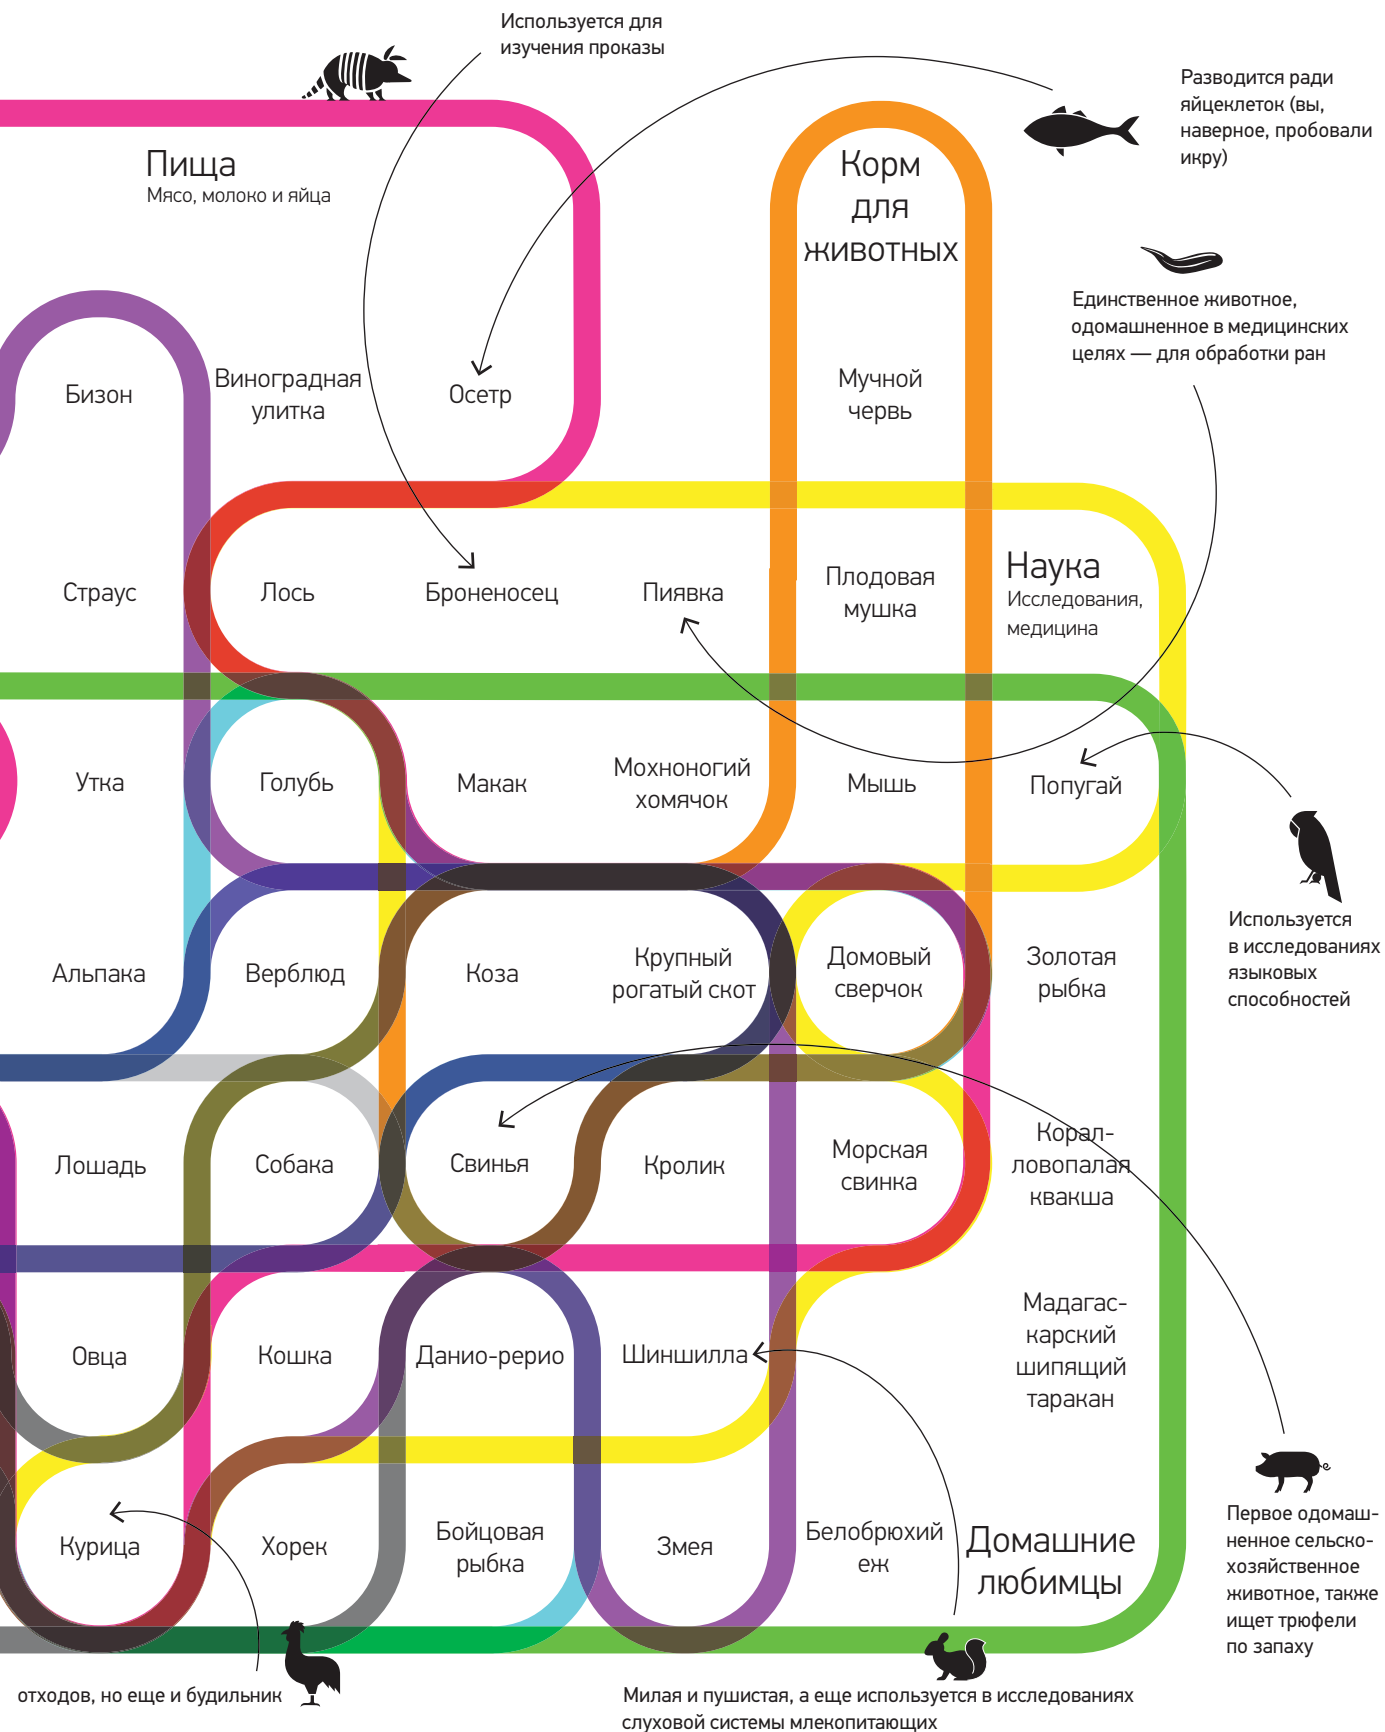 Используется для
изучения проказы
Разводится ради
яйцеклеток (вы,
наверное, пробовали
икру)
Пища
Мясо, молоко и яйца
Корм
для
животных
Единственное животное,
одомашненное в медицинских
целях — для обработки ран
Бизон
Виноградная
улитка
Осетр
Мучной
червь
Страус
Лось
Броненосец
Пиявка
Плодовая
мушка
Наука
Исследования,
медицина
Утка
Голубь
Макак
Мохноногий
хомячок
Мышь
Попугай
Используется
в исследованиях
языковых
способностей
Альпака
Верблюд
Коза
Крупный
рогатый скот
Домовый
сверчок
Золотая
рыбка
Лошадь
Собака
Свинья
Кролик
Морская
свинка
Корал-
ловопалая
квакша
Овца
Кошка
Данио-рерио
Шиншилла
Мадагас-
карский
шипящий
таракан
Курица
Хорек
Бойцовая
рыбка
Змея
Белобрюхий
еж
Домашние
любимцы
Первое одомаш-
ненное сельско-
хозяйственное
животное, также
ищет трюфели
по запаху
отходов, но еще и будильник
Милая и пушистая, а еще используется в исследованиях
слуховой системы млекопитающих